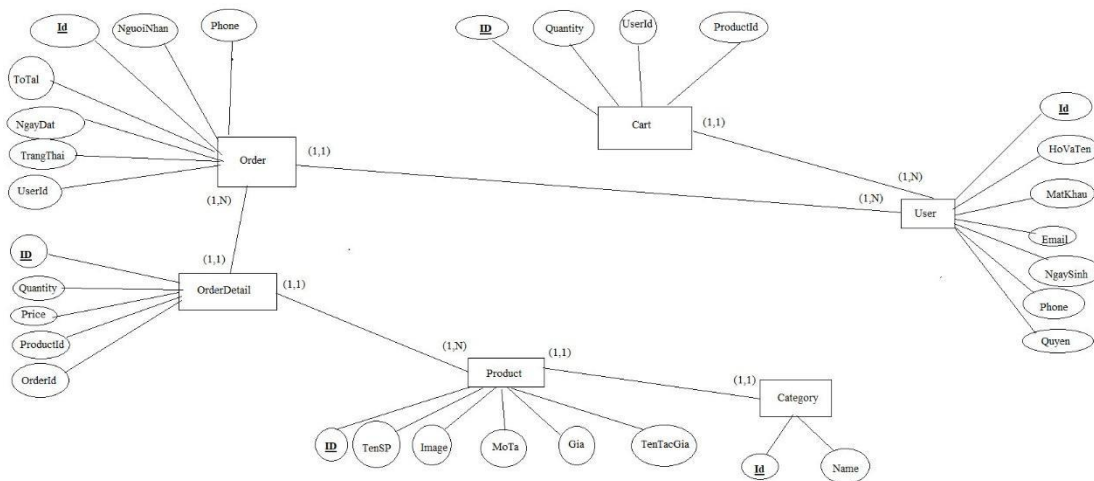 Id
NguoiNhan
Phone
ToTal
NgayDat
TrangThai
UserId
Order
(1,1)
(1,N)
ID
Quantity
UserId
ProductId
Cart
(1,1)
(1,N)
(1,N)
User
Id
HoVaTen
MatKhau
Email
NgaySinh
Phone
Quyen
(1,1)
(1,1)
ID
Quantity
Price
ProductId
OrderId
OrderDetail
(1,N)
(1,1)
Product
ID
TenSP
Image
MoTa
Gia
TenTacGia
(1,1)
Category
Id
Name